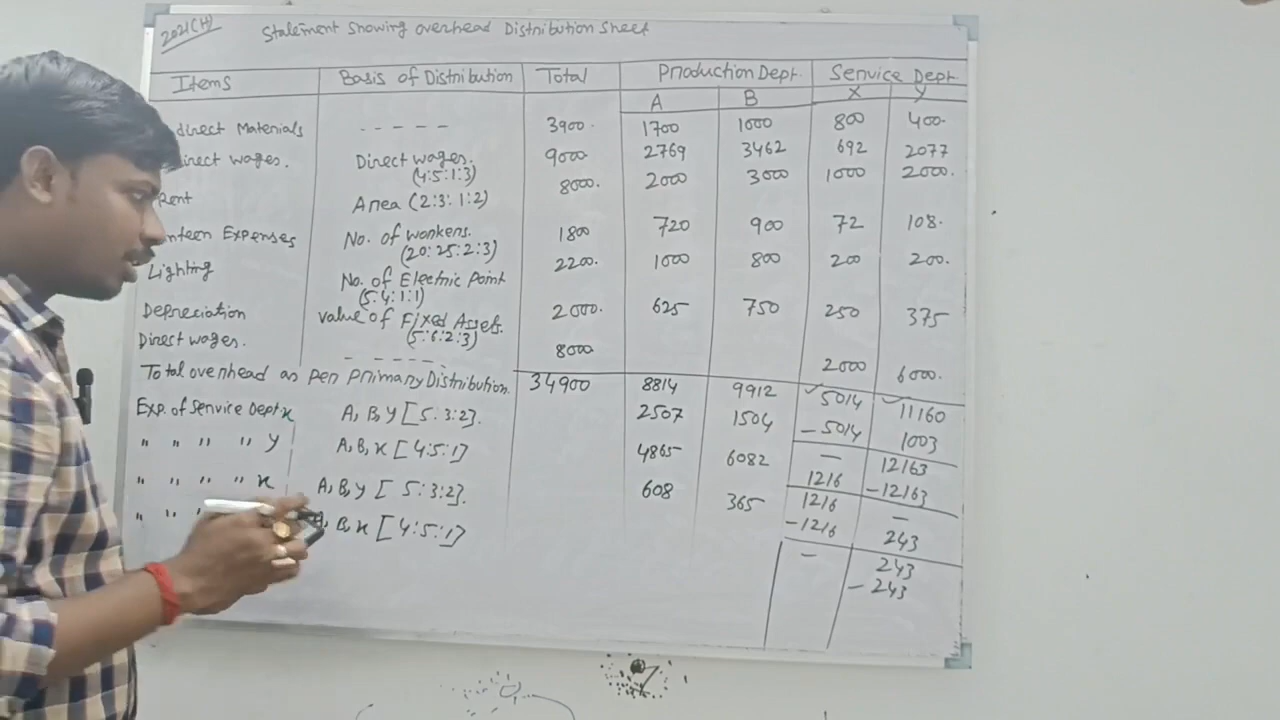 2021(H)
Statement Showing overhead Distribution Sheet
Items Basis of Distribution Total Production Dept. Service Dept.
A B X Y
direct Materials ----- 3900. 1700 1000 800 400.
irect wages. Direct wages. 9000 2769 3462 692 2077
(4:5:1:3)
Rent Area (2:3:1:2) 8000. 2000 3000 1000 2000.
nteen Expenses No. of workers. 1800 720 900 72 108.
(20:25:2:3)
Lighting No. of Electric Point 2200. 1000 800 200 200.
(5:4:1:1)
Depreciation value of Fixed Assets. 2000. 625 750 250 375
(5:6:2:3)
Direct wages. ----- 8000 2000 6000.
Total overhead as per primary Distribution. 34900 8814 9912 ✓5014 ✓11160
Exp. of Service Dept x A, B, Y [5:3:2]. 2507 1504 -5014 1003
— 12163
" " " " y A, B, x [4:5:1] 4865 6082 1216 -12163
1216 —
" " " " x A, B, Y [5:3:2]. 608 365 -1216 243
— 243
" B, x [4:5:1] -243